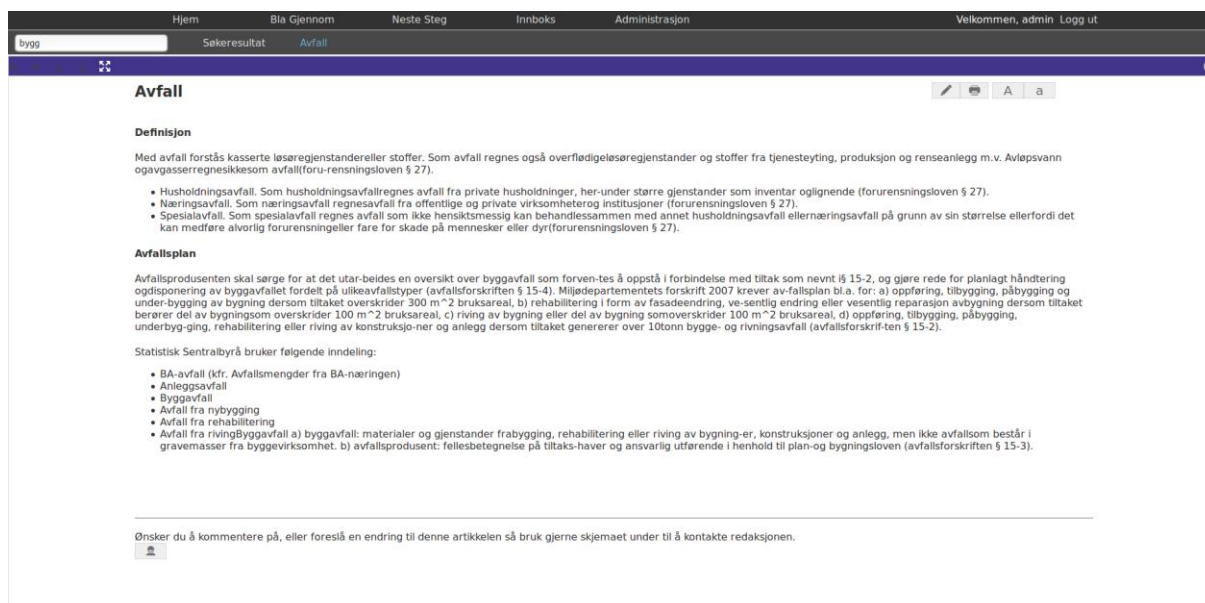 Hjem Bla Gjennom Neste Steg Innboks Administrasjon Velkommen, admin Logg ut
bygg Søkeresultat Avfall
Avfall A a
Definisjon
Med avfall forstås kasserte løsøregjenstandereller stoffer. Som avfall regnes også overflødigeløsøregjenstander og stoffer fra tjenesteyting, produksjon og renseanlegg m.v. Avløpsvann
ogavgasserregnesikkesom avfall(foru-rensningsloven § 27).
• Husholdningsavfall. Som husholdningsavfallregnes avfall fra private husholdninger, her-under større gjenstander som inventar oglignende (forurensningsloven § 27).
• Næringsavfall. Som næringsavfall regnesavfall fra offentlige og private virksomheterog institusjoner (forurensningsloven § 27).
• Spesialavfall. Som spesialavfall regnes avfall som ikke hensiktsmessig kan behandlessammen med annet husholdningsavfall ellernæringsavfall på grunn av sin størrelse ellerfordi det
kan medføre alvorlig forurensningeller fare for skade på mennesker eller dyr(forurensningsloven § 27).
Avfallsplan
Avfallsprodusenten skal sørge for at det utar-beides en oversikt over byggavfall som forven-tes å oppstå i forbindelse med tiltak som nevnt i§ 15-2, og gjøre rede for planlagt håndtering
ogdisponering av byggavfallet fordelt på ulikeavfallstyper (avfallsforskriften § 15-4). Miljødepartementets forskrift 2007 krever av-fallsplan bl.a. for: a) oppføring, tilbygging, påbygging og
under-bygging av bygning dersom tiltaket overskrider 300 m^2 bruksareal, b) rehabilitering i form av fasadeendring, ve-sentlig endring eller vesentlig reparasjon avbygning dersom tiltaket
berører del av bygningsom overskrider 100 m^2 bruksareal, c) riving av bygning eller del av bygning somoverskrider 100 m^2 bruksareal, d) oppføring, tilbygging, påbygging,
underbyg-ging, rehabilitering eller riving av konstruksjo-ner og anlegg dersom tiltaket genererer over 10tonn bygge- og rivningsavfall (avfallsforskrif-ten § 15-2).
Statistisk Sentralbyrå bruker følgende inndeling:
• BA-avfall (kfr. Avfallsmengder fra BA-næringen)
• Anleggsavfall
• Byggavfall
• Avfall fra nybygging
• Avfall fra rehabilitering
• Avfall fra rivingByggavfall a) byggavfall: materialer og gjenstander frabygging, rehabilitering eller riving av bygning-er, konstruksjoner og anlegg, men ikke avfallsom består i
gravemasser fra byggevirksomhet. b) avfallsprodusent: fellesbetegnelse på tiltaks-haver og ansvarlig utførende i henhold til plan-og bygningsloven (avfallsforskriften § 15-3).
Ønsker du å kommentere på, eller foreslå en endring til denne artikkelen så bruk gjerne skjemaet under til å kontakte redaksjonen.